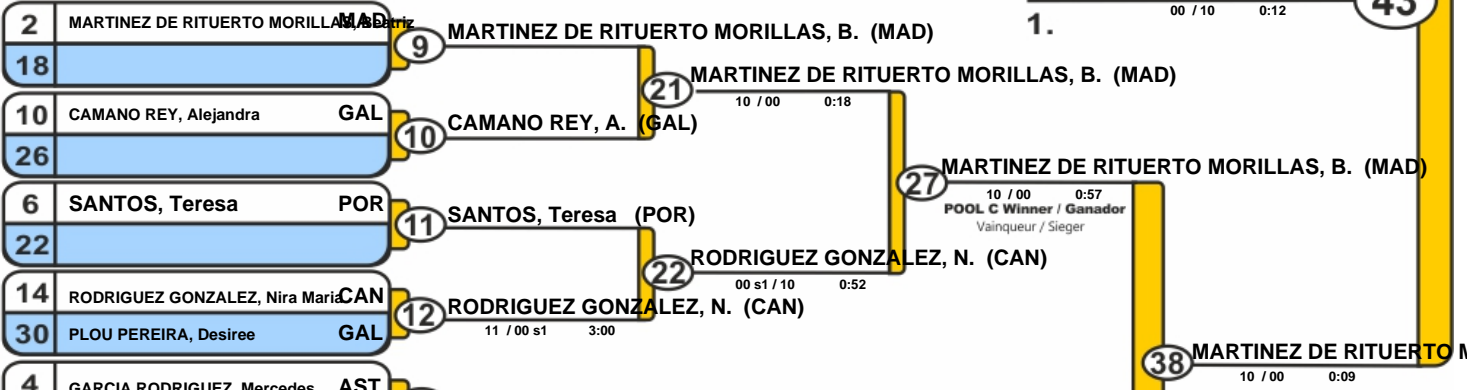 2 MARTINEZ DE RITUERTO MORILLAS, Beatriz MAD
18
10 CAMANO REY, Alejandra GAL
26
6 SANTOS, Teresa POR
22
14 RODRIGUEZ GONZALEZ, Nira Maria CAN
30 PLOU PEREIRA, Desiree GAL
4 GARCIA RODRIGUEZ, Mercedes AST
9 MARTINEZ DE RITUERTO MORILLAS, B. (MAD)
10 CAMANO REY, A. (GAL)
11 SANTOS, Teresa (POR)
12 RODRIGUEZ GONZALEZ, N. (CAN)
11 / 00 s1 3:00
21 MARTINEZ DE RITUERTO MORILLAS, B. (MAD)
10 / 00 0:18
22 RODRIGUEZ GONZALEZ, N. (CAN)
00 s1 / 10 0:52
27 MARTINEZ DE RITUERTO MORILLAS, B. (MAD)
10 / 00 0:57
POOL C Winner / Ganador
Vainqueur / Sieger
00 / 10 0:12
1.
43
38 MARTINEZ DE RITUERTO
10 / 00 0:09